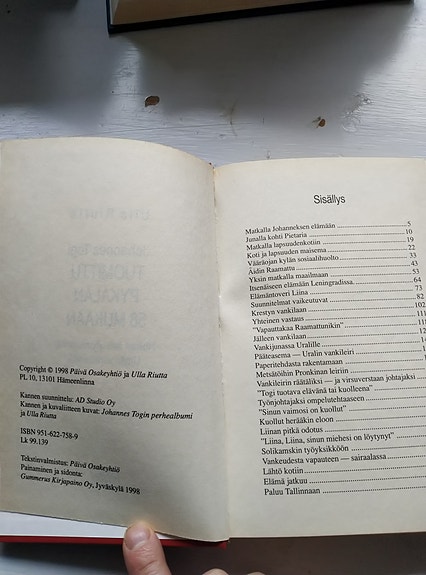 Copyright © 1998 Päivä Osakeyhtiö ja Ulla Riutta
PL 10, 13101 Hämeenlinna
Kannen suunnittelu: AD Studio Oy
Kannen ja kuvaliitteen kuvat: Johannes Togin perhealbumi
ja Ulla Riutta
ISBN 951-622-758-9
Lk 99.139
Tekstinvalmistus: Päivä Osakeyhtiö
Painaminen ja sidonta:
Gummerus Kirjapaino Oy, Jyväskylä 1998
Sisällys
Matkalla Johanneksen elämään 5
Junalla kohti Pietaria 10
Matkalla lapsuudenkotiin 19
Koti ja lapsuuden maisema 22
Vääräojan kylän sosiaalihuolto 33
Äidin Raamattu 43
Yksin matkalla maailmaan 53
Itsenäiseen elämään Leningradissa 64
Elämäntoveri Liina 73
Suunnitelmat vaikeutuvat 82
Krestyn vankilaan 102
Yhteinen vastaus
"Vapauttakaa Raamattunikin"
Jälleen vankilaan
Vankijunassa Uralille
Pääteasema — Uralin vankileiri
Paperitehdasta rakentamaan
Metsätöihin Pronkinan leiriin
Vankileirin räätäliksi — ja virsuverstaan johtajaksi
"Togi tuotava elävänä tai kuolleena"
Työnjohtajaksi ompelutehtaaseen
"Sinun vaimosi on kuollut"
Kuollut herääkin eloon
Liinan pitkä odotus
"Liina, Liina, sinun miehesi on löytynyt"
Solikamskin työyksikköön
Vankeudesta vapauteen — sairaalassa
Lähtö kotiin
Elämä jatkuu
Paluu Tallinnaan